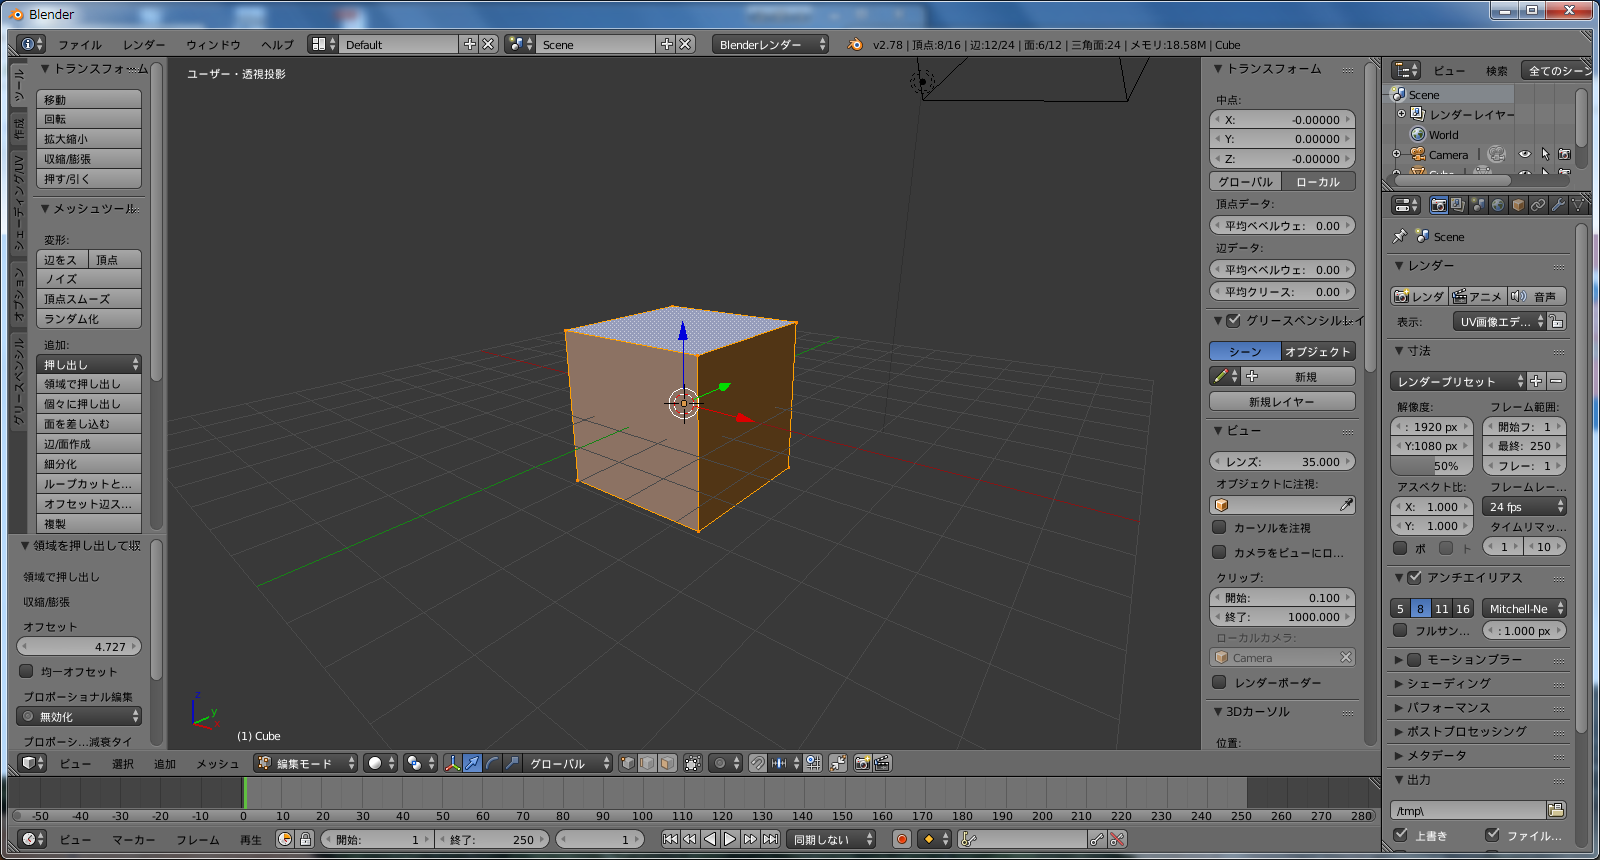 Blender
ファイル レンダー ウィンドウ ヘルプ Default Scene Blenderレンダー v2.78 | 頂点:8/16 | 辺:12/24 | 面:6/12 | 三角面:24 | メモリ:18.58M | Cube
ツール
作成
シェーディング/UV
オプション
グリースペンシル
トランスフォーム
移動
回転
拡大縮小
収縮/膨張
押す/引く
メッシュツール
変形:
辺をス 頂点
ノイズ
頂点スムーズ
ランダム化
追加:
押し出し
領域で押し出し
個々に押し出し
面を差し込む
辺/面作成
細分化
ループカットと...
オフセット辺ス...
複製
領域を押し出して収
領域で押し出し
収縮/膨張
オフセット
4.727
均一オフセット
プロポーショナル編集
無効化
プロポーシ...減衰タイ
ユーザー・透視投影
z
y
(1) Cube
トランスフォーム
中点:
X: -0.00000
Y: 0.00000
Z: -0.00000
グローバル ローカル
頂点データ:
平均ベベルウェ: 0.00
辺データ:
平均ベベルウェ: 0.00
平均クリース: 0.00
グリースペンシルレイ
シーン オブジェクト
新規
新規レイヤー
ビュー
レンズ: 35.000
オブジェクトに注視:
カーソルを注視
カメラをビューにロ...
クリップ:
開始: 0.100
終了: 1000.000
ローカルカメラ:
Camera
レンダーボーダー
3Dカーソル
位置:
ビュー 検索 全てのシーン
Scene
レンダーレイヤー
World
Camera
Scene
レンダー
レンダ アニメ 音声
表示: UV画像エデ...
寸法
レンダープリセット
解像度: フレーム範囲:
: 1920 px 開始フ: 1
Y:1080 px 最終: 250
50% フレー: 1
アスペクト比: フレームレー...
X: 1.000 24 fps
Y: 1.000 タイムリマッ...
ボ ト 1 10
アンチエイリアス
5 8 11 16 Mitchell-Ne
フルサン... : 1.000 px
モーションブラー
シェーディング
パフォーマンス
ポストプロセッシング
メタデータ
出力
/tmp\
上書き ファイル...
ビュー 選択 追加 メッシュ 編集モード グローバル
-50 -40 -30 -20 -10 0 10 20 30 40 50 60 70 80 90 100 110 120 130 140 150 160 170 180 190 200 210 220 230 240 250 260 270 280
ビュー マーカー フレーム 再生 開始: 1 終了: 250 1 同期しない